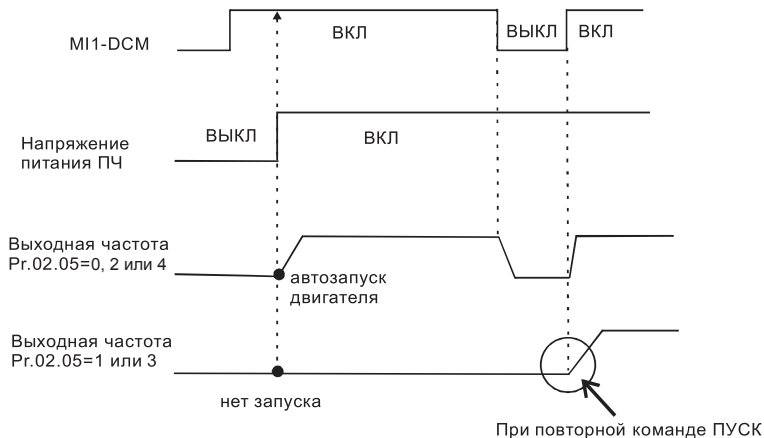 MI1-DCM
ВКЛ
ВЫКЛ
ВКЛ
Напряжение
питания ПЧ
ВЫКЛ
ВКЛ
Выходная частота
Pr.02.05=0, 2 или 4
автозапуск
двигателя
Выходная частота
Pr.02.05=1 или 3
нет запуска
При повторной команде ПУСК